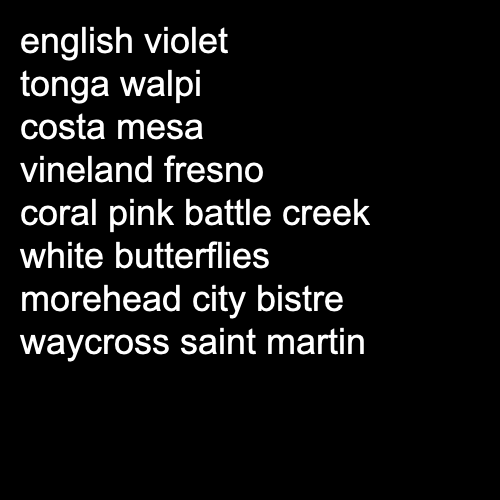 english violet
tonga walpi
costa mesa
vineland fresno
coral pink battle creek
white butterflies
morehead city bistre
waycross saint martin